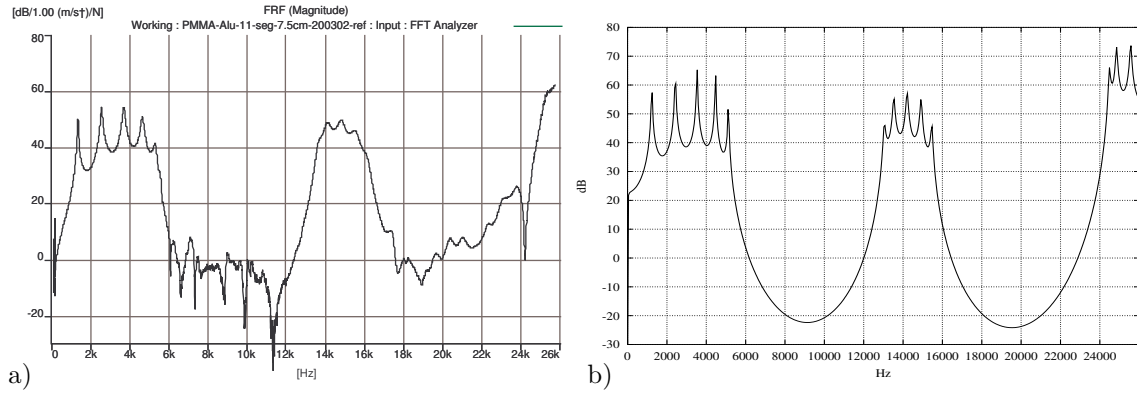 [dB/1.00 (m/s†)/N]
FRF (Magnitude)
Working : PMMA-Alu-11-seg-7.5cm-200302-ref : Input : FFT Analyzer
80
60
40
20
0
-20
0 2k 4k 6k 8k 10k 12k 14k 16k 18k 20k 22k 24k 26k
[Hz]
a)
80
70
60
50
40
30
20
10
0
-10
-20
-30
dB
0 2000 4000 6000 8000 10000 12000 14000 16000 18000 20000 22000 24000
Hz
b)